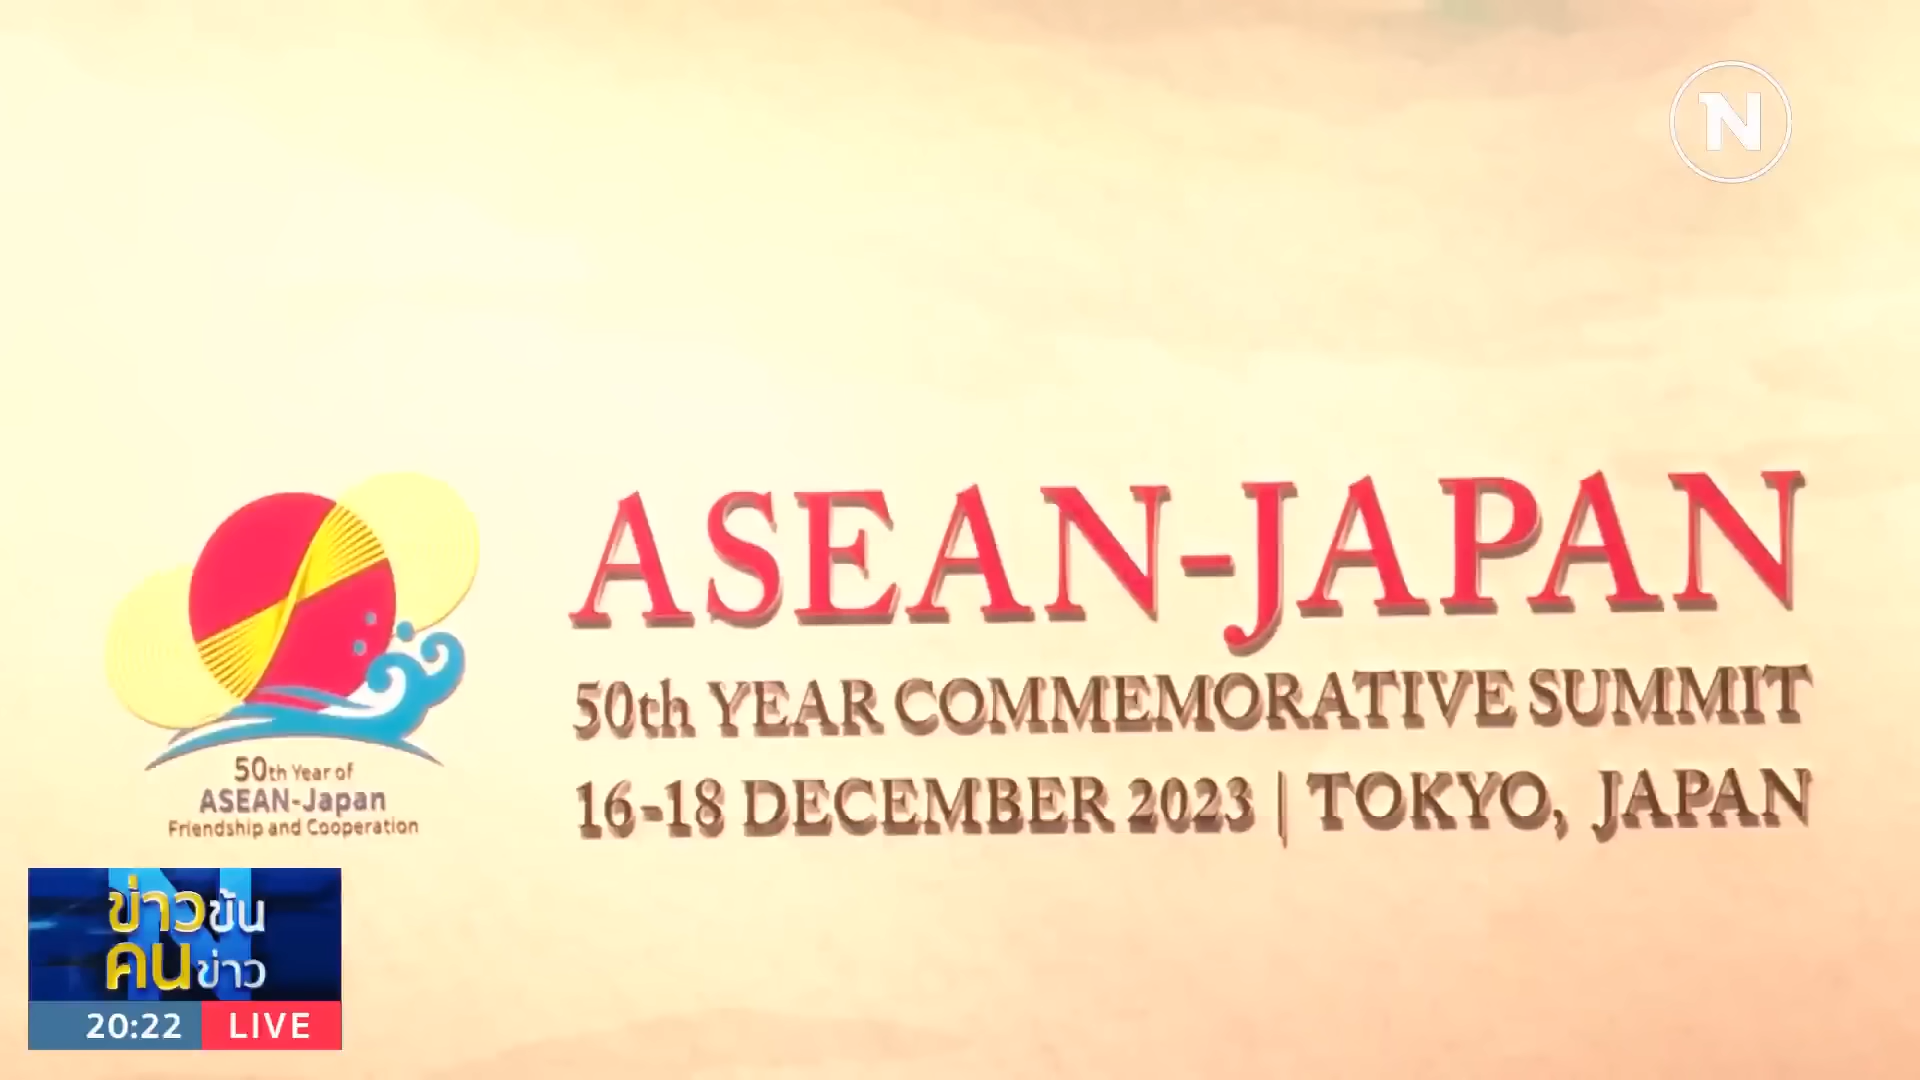 N
ASEAN-JAPAN
50th YEAR COMMEMORATIVE SUMMIT
16-18 DECEMBER 2023 | TOKYO, JAPAN
50th Year of
ASEAN-Japan
Friendship and Cooperation
ข่าวข้น
คนข่าว
20:22 LIVE